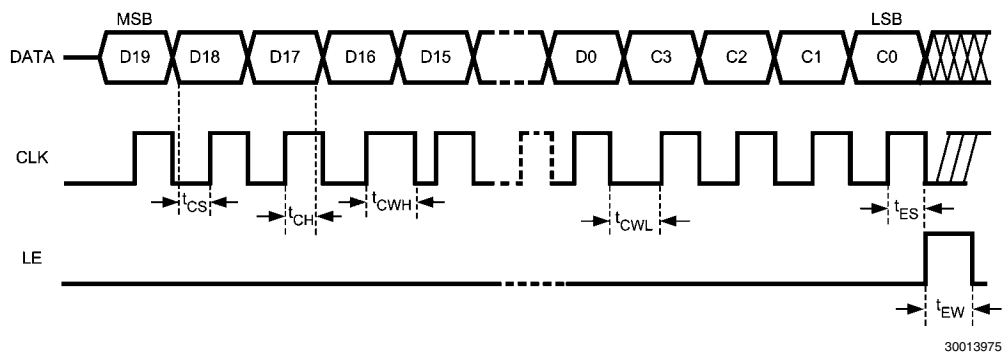 MSB LSB
DATA D19 D18 D17 D16 D15 D0 C3 C2 C1 C0
CLK
tCS tCH tCWH tCWL tES
LE
tEW
30013975